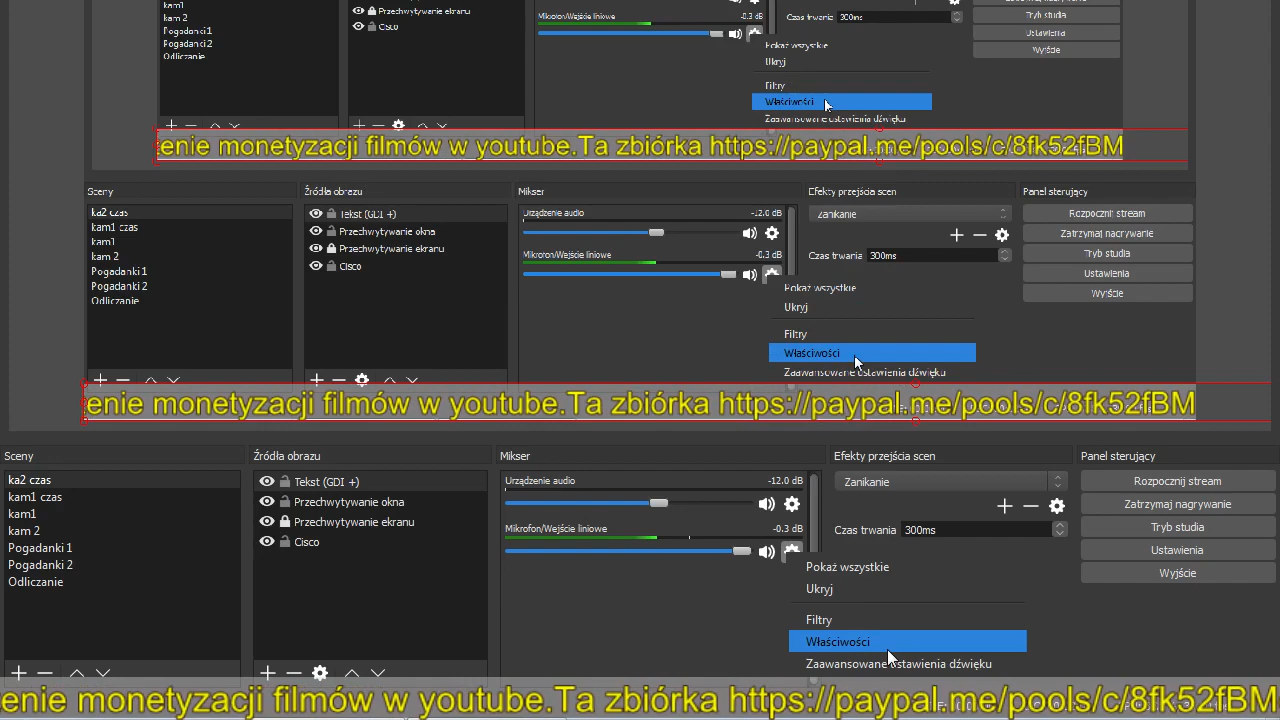 kam1
kam 2
Pogadanki 1
Pogadanki 2
Odliczanie
Przechwytywanie ekranu
Cisco
Mikrofon/Wejście liniowe
-0.3 dB
Czas trwania 300ms
Tryb studia
Ustawienia
Wyjście
Pokaż wszystkie
Ukryj
Filtry
Właściwości
Zaawansowane ustawienia dźwięku
enie monetyzacji filmów w youtube.Ta zbiórka https://paypal.me/pools/c/8fk52fBM
Sceny
ka2 czas
kam1 czas
kam1
kam 2
Pogadanki 1
Pogadanki 2
Odliczanie
Źródła obrazu
Tekst (GDI +)
Przechwytywanie okna
Przechwytywanie ekranu
Cisco
Mikser
Urządzenie audio
-12.0 dB
Mikrofon/Wejście liniowe
-0.3 dB
Efekty przejścia scen
Zanikanie
Czas trwania 300ms
Panel sterujący
Rozpocznij stream
Zatrzymaj nagrywanie
Tryb studia
Ustawienia
Wyjście
Pokaż wszystkie
Ukryj
Filtry
Właściwości
Zaawansowane ustawienia dźwięku
enie monetyzacji filmów w youtube.Ta zbiórka https://paypal.me/pools/c/8fk52fBM
Sceny
ka2 czas
kam1 czas
kam1
kam 2
Pogadanki 1
Pogadanki 2
Odliczanie
Źródła obrazu
Tekst (GDI +)
Przechwytywanie okna
Przechwytywanie ekranu
Cisco
Mikser
Urządzenie audio
-12.0 dB
Mikrofon/Wejście liniowe
-0.3 dB
Efekty przejścia scen
Zanikanie
Czas trwania 300ms
Panel sterujący
Rozpocznij stream
Zatrzymaj nagrywanie
Tryb studia
Ustawienia
Wyjście
Pokaż wszystkie
Ukryj
Filtry
Właściwości
Zaawansowane ustawienia dźwięku
enie monetyzacji filmów w youtube.Ta zbiórka https://paypal.me/pools/c/8fk52fBM